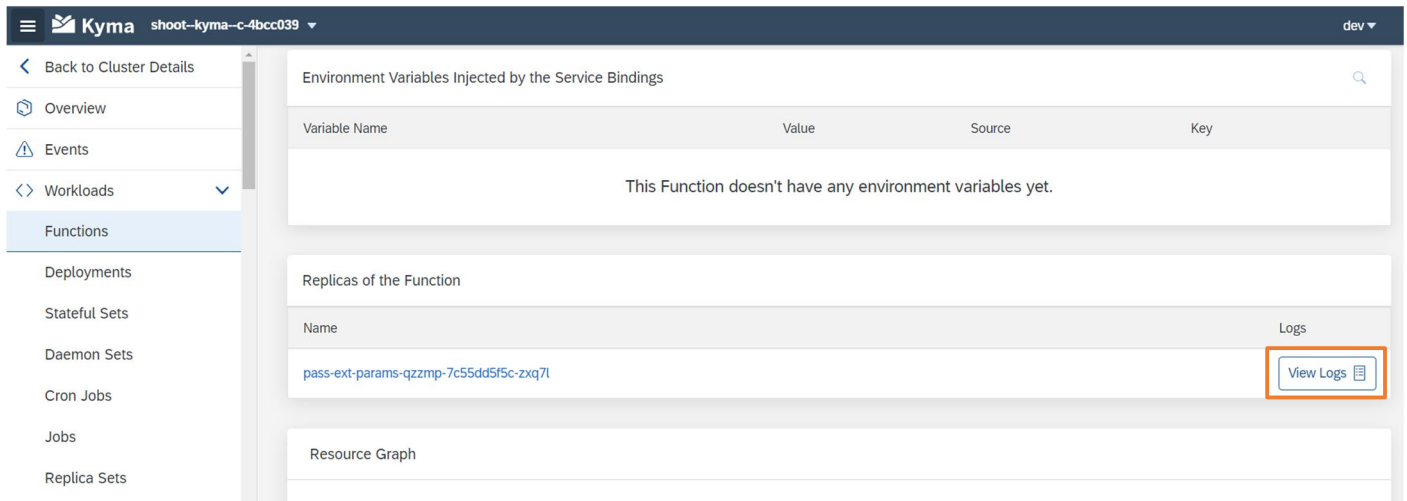 Kyma shoot--kyma--c-4bcc039 dev
Back to Cluster Details
Overview
Events
Workloads
Functions
Deployments
Stateful Sets
Daemon Sets
Cron Jobs
Jobs
Replica Sets
Environment Variables Injected by the Service Bindings
Variable Name Value Source Key
This Function doesn't have any environment variables yet.
Replicas of the Function
Name Logs
pass-ext-params-qzzmp-7c55dd5f5c-zxq7l View Logs
Resource Graph